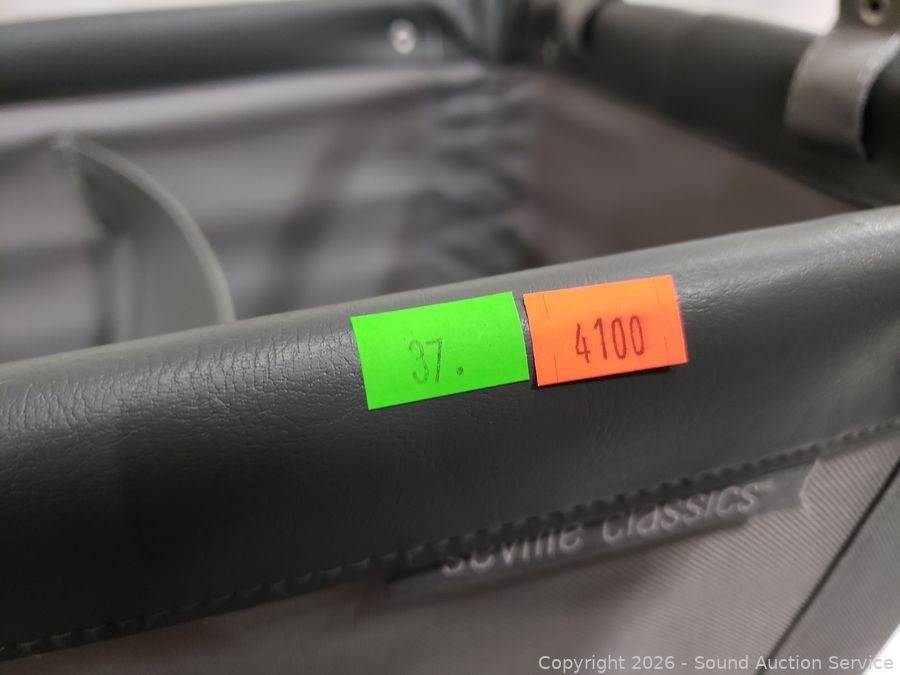 37.
4100
seville classics
Copyright 2026 - Sound Auction Service